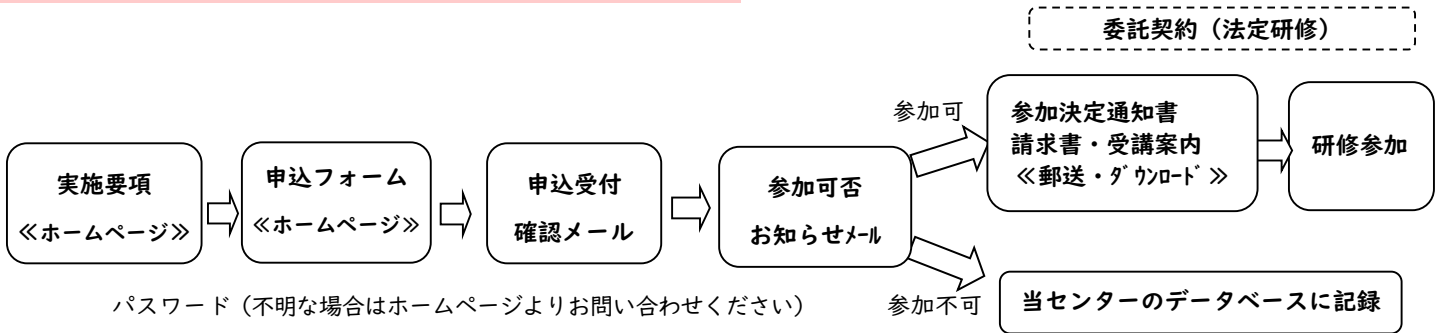 委託契約（法定研修）
実施要項
≪ホームページ≫
申込フォーム
≪ホームページ≫
申込受付
確認メール
参加可否
お知らせﾒｰﾙ
参加可
参加決定通知書
請求書・受講案内
≪郵送・ﾀﾞｳﾝﾛｰﾄﾞ≫
研修参加
参加不可
当センターのデータベースに記録
パスワード（不明な場合はホームページよりお問い合わせください）